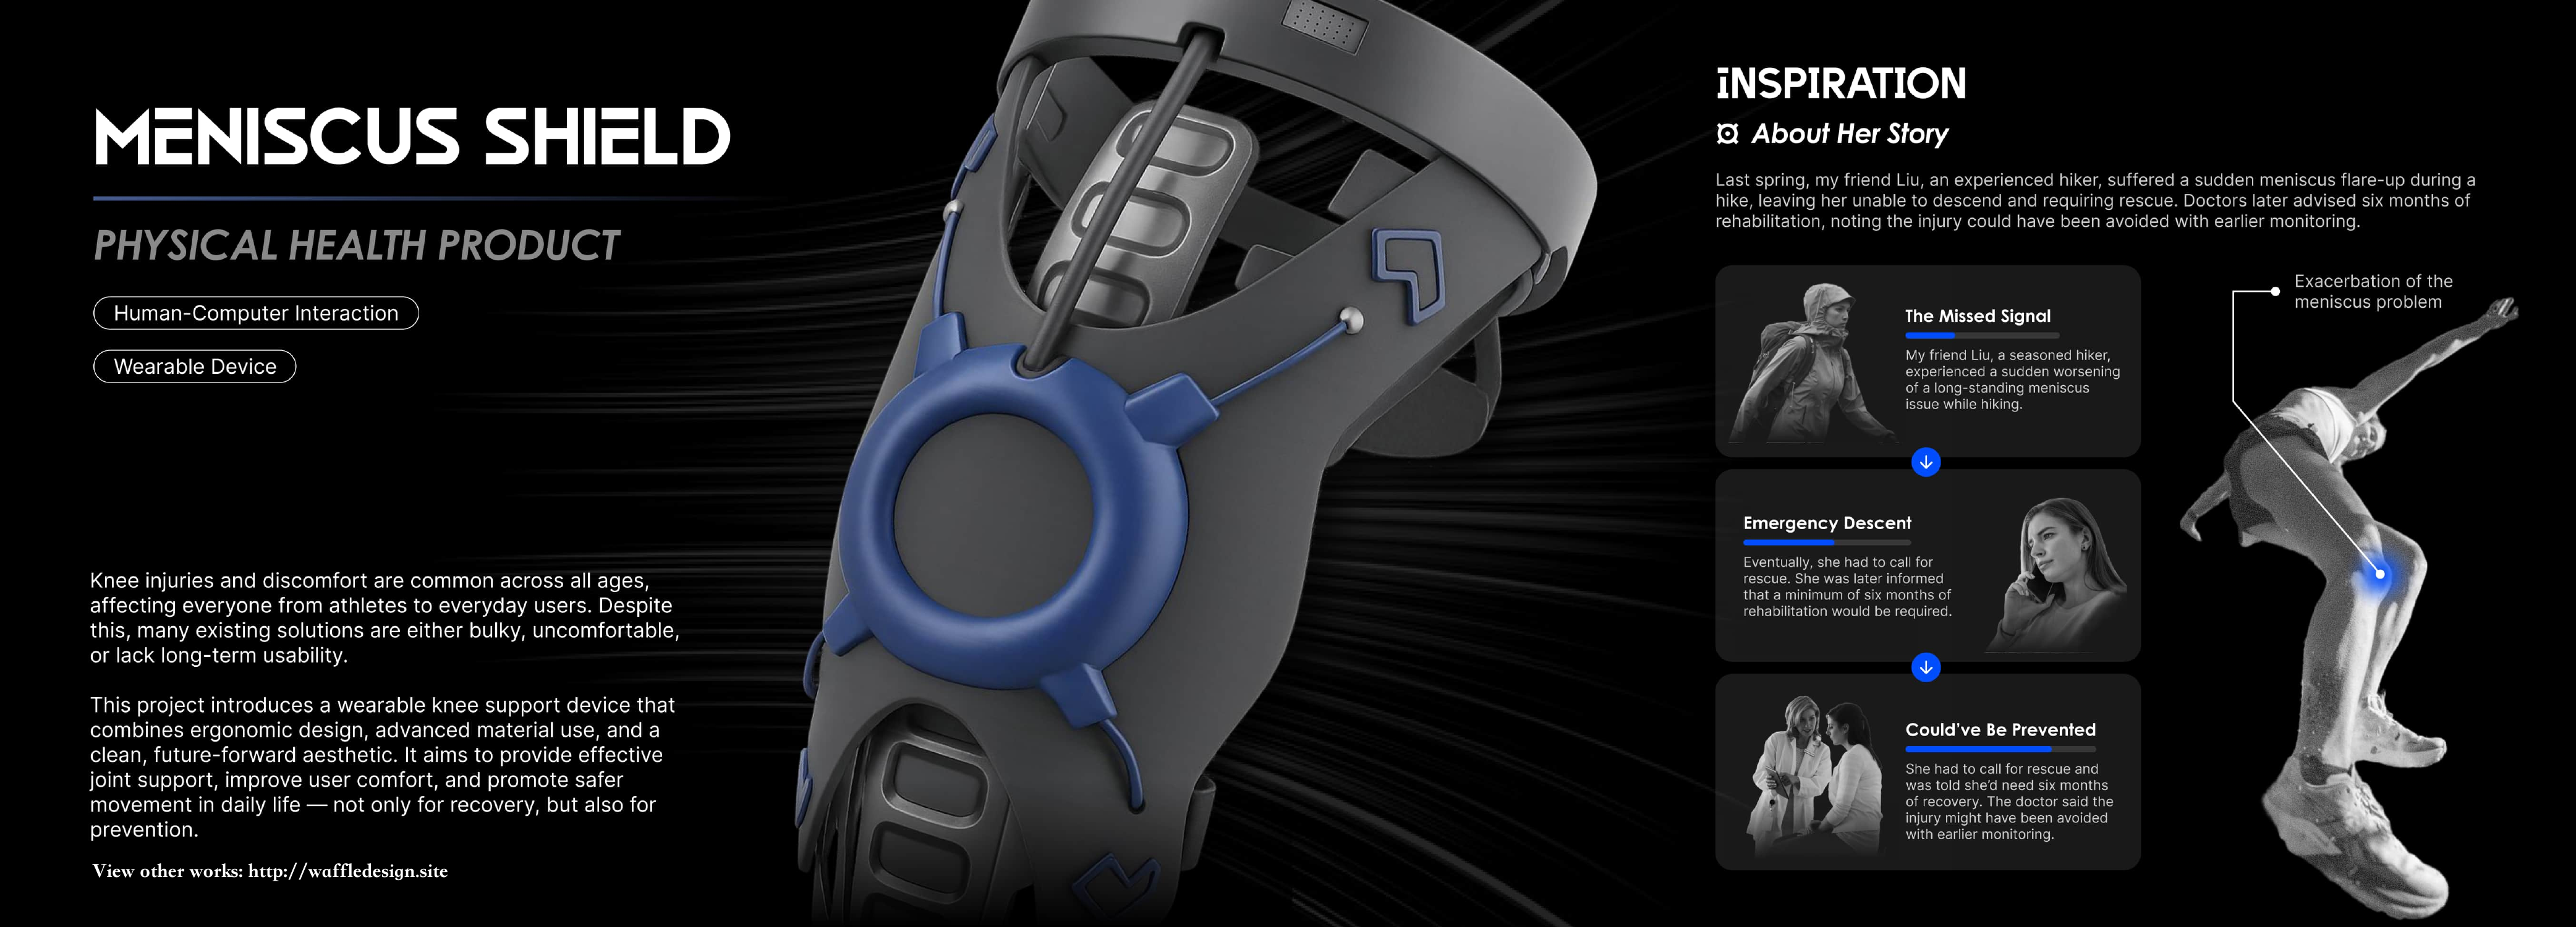 MENISCUS SHIELD
PHYSICAL HEALTH PRODUCT
Human-Computer Interaction
Wearable Device
Knee injuries and discomfort are common across all ages,
affecting everyone from athletes to everyday users. Despite
this, many existing solutions are either bulky, uncomfortable,
or lack long-term usability.
This project introduces a wearable knee support device that
combines ergonomic design, advanced material use, and a
clean, future-forward aesthetic. It aims to provide effective
joint support, improve user comfort, and promote safer
movement in daily life — not only for recovery, but also for
prevention.
View other works: http://waffledesign.site
iNSPIRATION
About Her Story
Last spring, my friend Liu, an experienced hiker, suffered a sudden meniscus flare-up during a
hike, leaving her unable to descend and requiring rescue. Doctors later advised six months of
rehabilitation, noting the injury could have been avoided with earlier monitoring.
The Missed Signal
My friend Liu, a seasoned hiker,
experienced a sudden worsening
of a long-standing meniscus
issue while hiking.
Emergency Descent
Eventually, she had to call for
rescue. She was later informed
that a minimum of six months of
rehabilitation would be required.
Could've Be Prevented
She had to call for rescue and
was told she'd need six months
of recovery. The doctor said the
injury might have been avoided
with earlier monitoring.
Exacerbation of the
meniscus problem